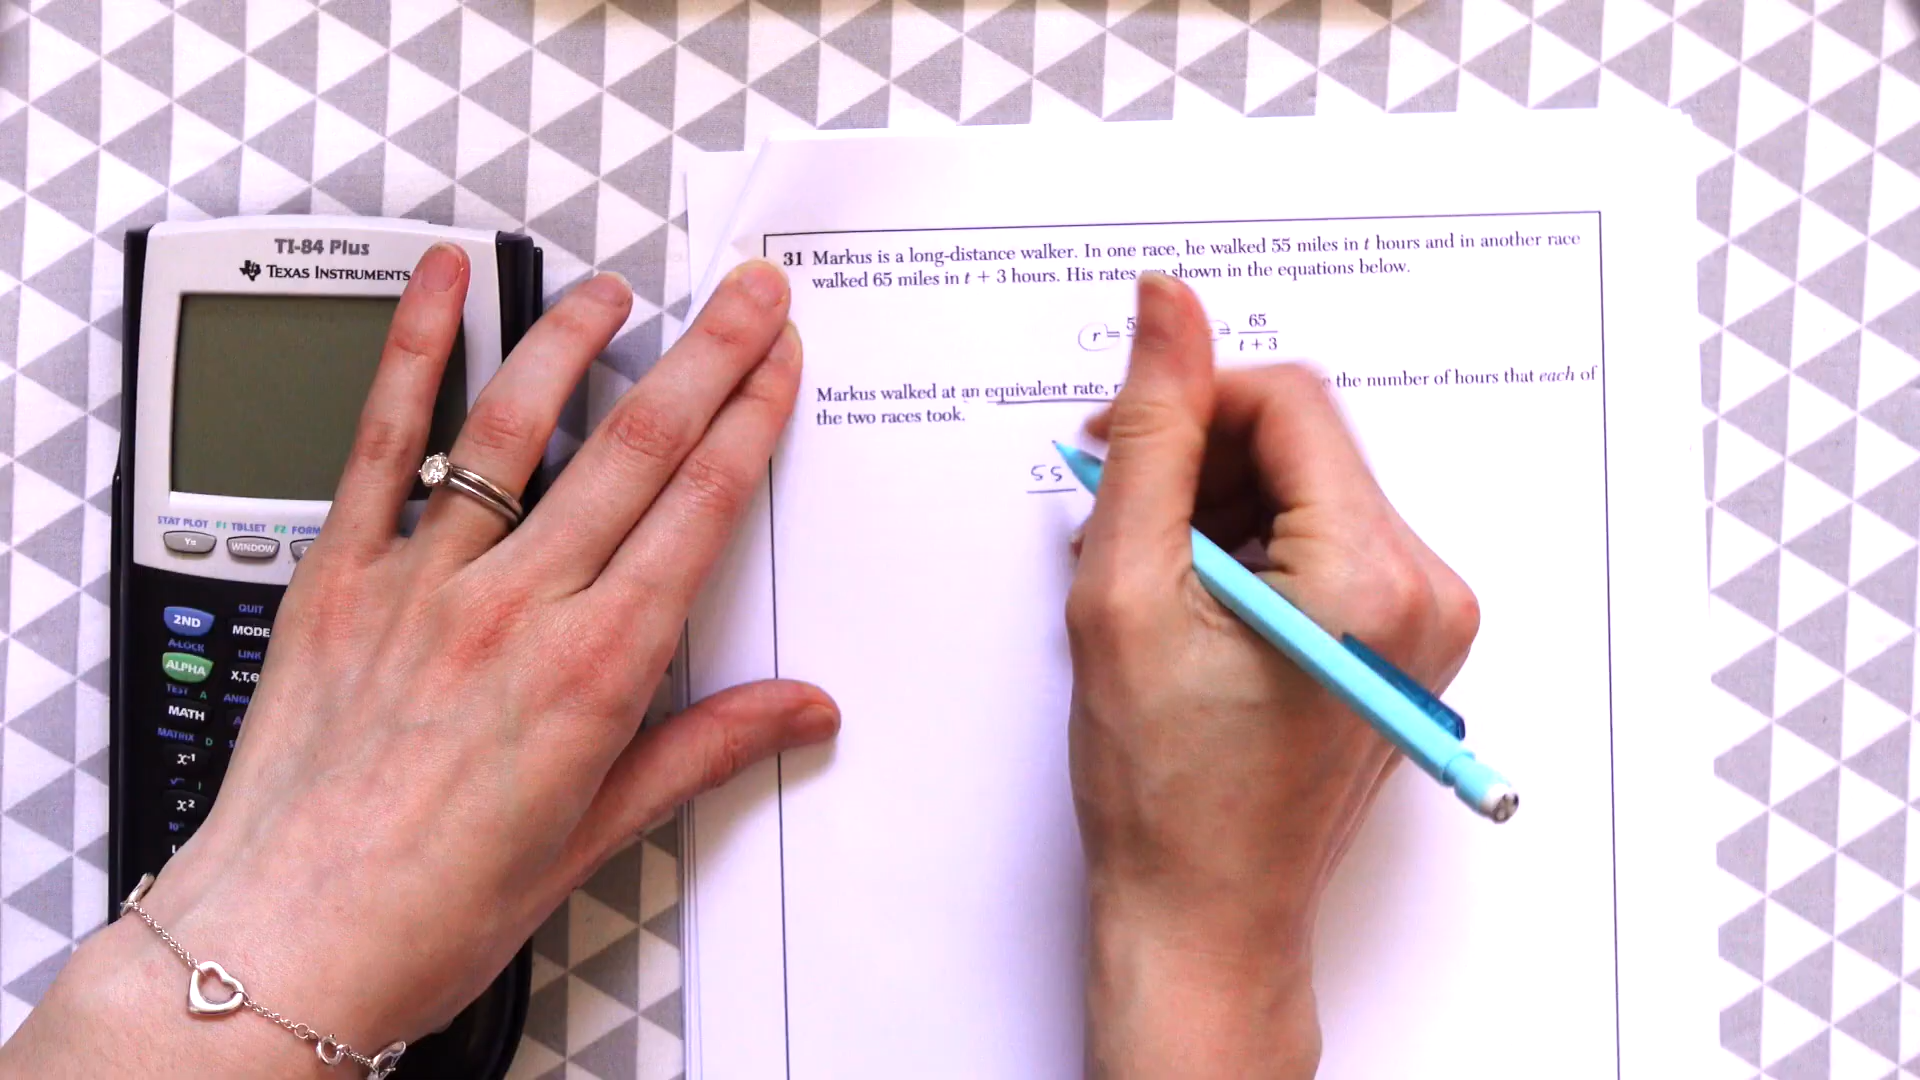 TI-84 Plus
TEXAS INSTRUMENTS
STAT PLOT F1 TBLSET F2 FORM
Y= WINDOW
QUIT
2ND MODE
A-LOCK LINK
ALPHA X,T,
TEST A ANG
MATH
MATRIX D
x-1
x²
31 Markus is a long-distance walker. In one race, he walked 55 miles in t hours and in another race
walked 65 miles in t + 3 hours. His rates shown in the equations below.
r = 5 = 65
t + 3
Markus walked at an equivalent rate, the number of hours that each of
the two races took.
55